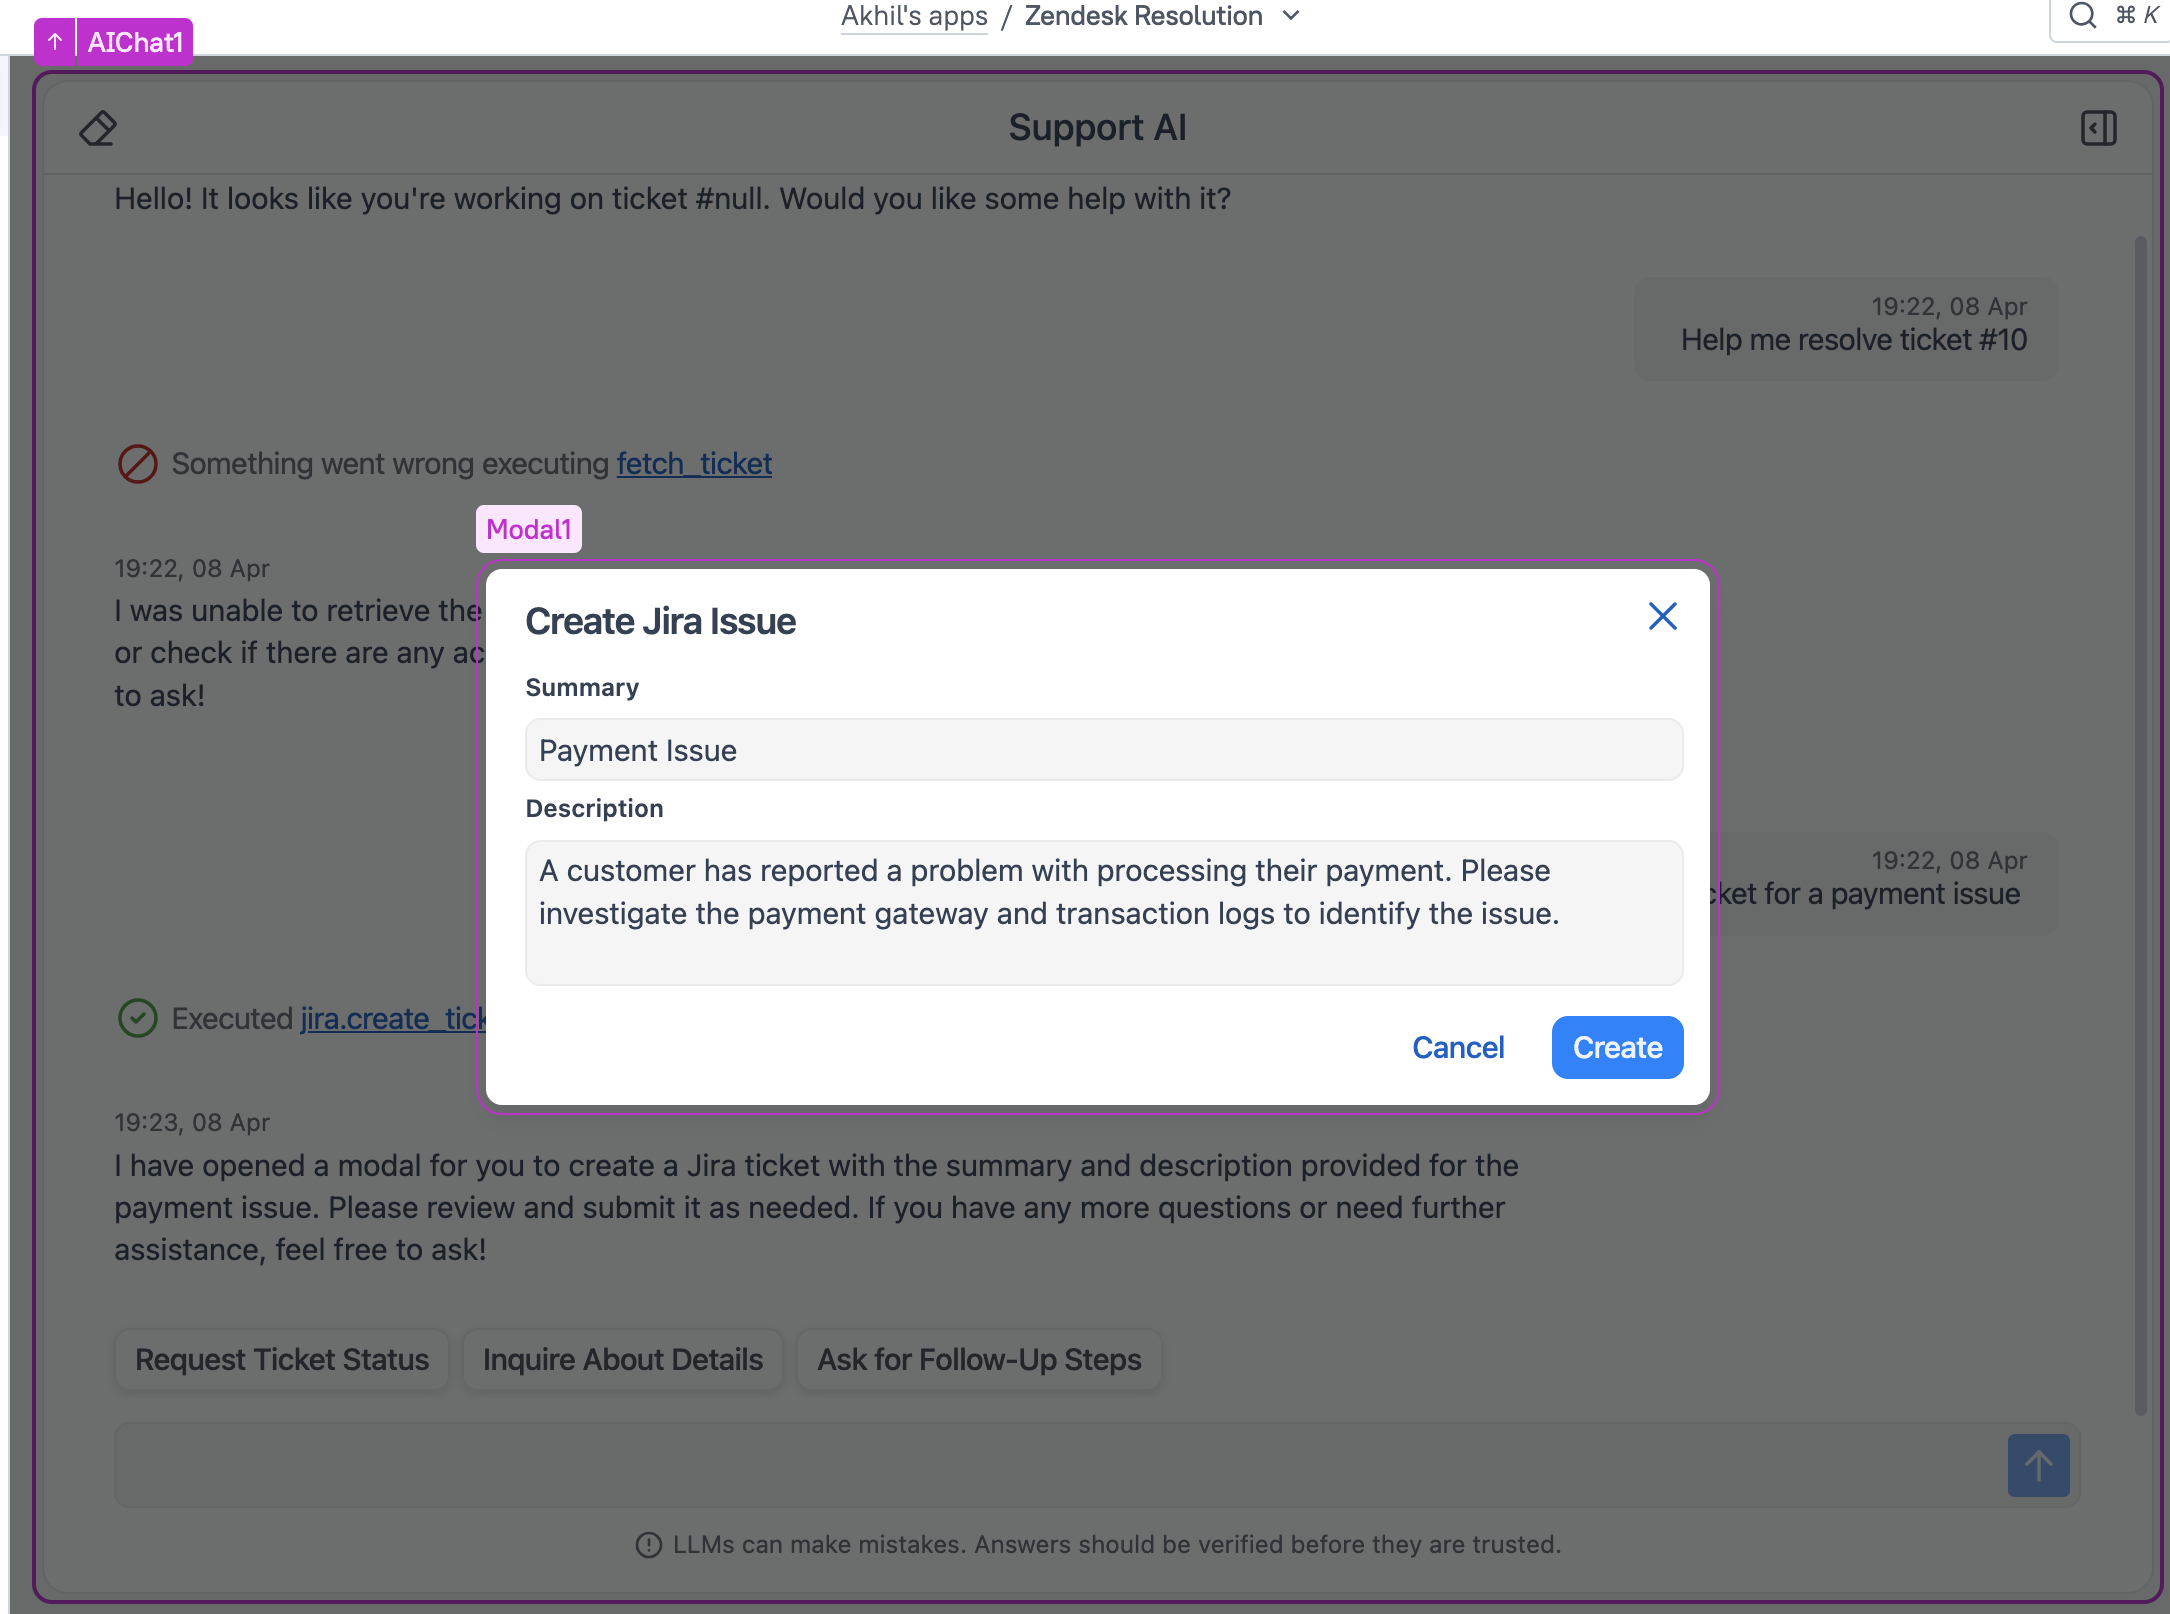 Akhil's apps / Zendesk Resolution
⌘ K
AIChat1
Support AI
Hello! It looks like you're working on ticket #null. Would you like some help with it?
19:22, 08 Apr
Help me resolve ticket #10
Something went wrong executing fetch_ticket
19:22, 08 Apr
I was unable to retrieve the
or check if there are any
to ask!
Modal1
Create Jira Issue
Summary
Payment Issue
Description
A customer has reported a problem with processing their payment. Please
investigate the payment gateway and transaction logs to identify the issue.
Cancel
Create
19:22, 08 Apr
for a payment issue
Executed
19:23, 08 Apr
I have opened a modal for you to create a Jira ticket with the summary and description provided for the
payment issue. Please review and submit it as needed. If you have any more questions or need further
assistance, feel free to ask!
Request Ticket Status
Inquire About Details
Ask for Follow-Up Steps
LLMs can make mistakes. Answers should be verified before they are trusted.